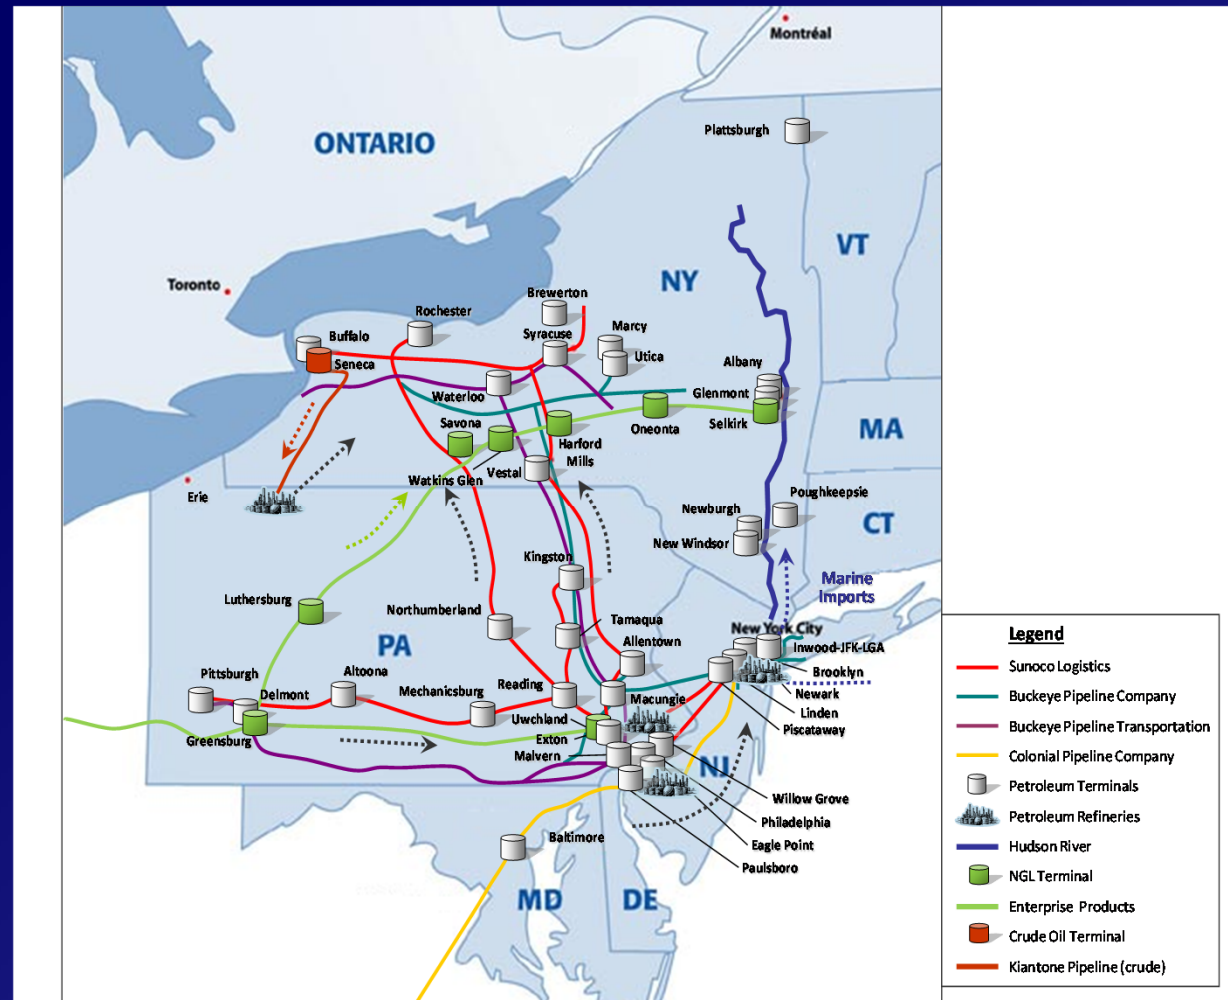 Montréal
Plattsburgh
ONTARIO
VT
NY
Toronto
Brewerton
Rochester
Syracuse
Marcy
Buffalo
Utica
Seneca
Albany
Waterloo
Glenmont
Savona
Selkirk
Oneonta
MA
Harford
Mills
Vestal
Watkins Glen
Erie
Poughkeepsie
Newburgh
CT
New Windsor
Kingston
Marine
Imports
Luthersburg
Northumberland
Tamaqua
New York City
PA
Allentown
Inwood-JFK-LGA
Pittsburgh
Altoona
Brooklyn
Delmont
Mechanicsburg
Reading
Macungie
Newark
Linden
Uwchland
Piscataway
Greensburg
Exton
Malvern
NJ
Willow Grove
Philadelphia
Baltimore
Eagle Point
Paulsboro
MD
DE
Legend
Sunoco Logistics
Buckeye Pipeline Company
Buckeye Pipeline Transportation
Colonial Pipeline Company
Petroleum Terminals
Petroleum Refineries
Hudson River
NGL Terminal
Enterprise Products
Crude Oil Terminal
Kiantone Pipeline (crude)